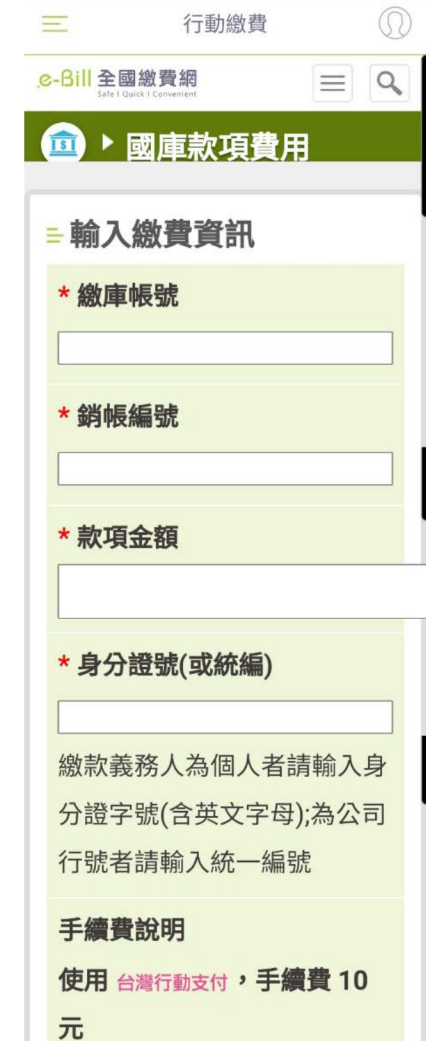 行動繳費
e-Bill 全國繳費網
Safe I Quick I Convenient
國庫款項費用
輸入繳費資訊
* 繳庫帳號
* 銷帳編號
* 款項金額
* 身分證號(或統編)
繳款義務人為個人者請輸入身
分證字號(含英文字母);為公司
行號者請輸入統一編號
手續費說明
使用 台灣行動支付，手續費 10
元